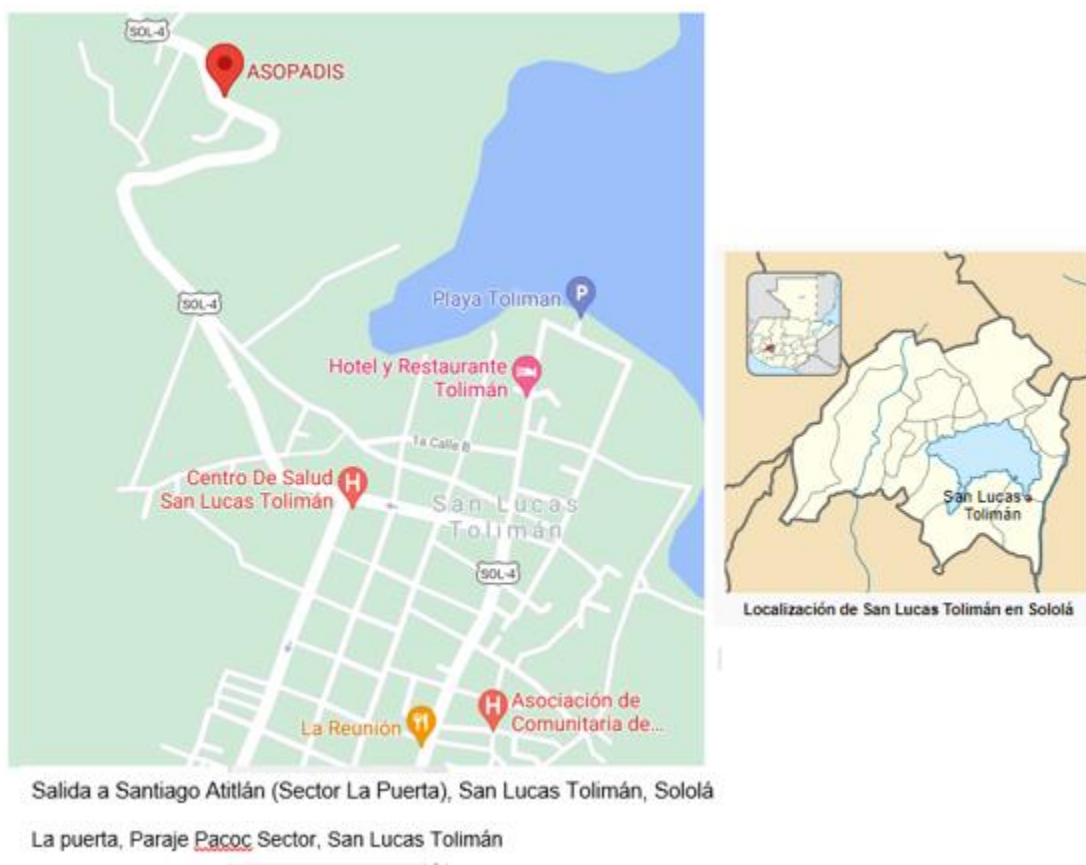 SOL-4
ASOPADIS
SOL-4
Playa Toliman
Hotel y Restaurante
Tolimán
1a Calle B
Centro De Salud
San Lucas Tolimán
San Lucas
Tolimán
SOL-4
La Reunión
Asociación de
Comunitaria de...
San Lucas
Tolimán
Localización de San Lucas Tolimán en Sololá
Salida a Santiago Atitlán (Sector La Puerta), San Lucas Tolimán, Sololá
La puerta, Paraje Pacoc Sector, San Lucas Tolimán